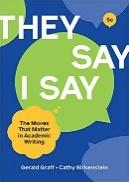 THEY
SAY
5e
I SAY
The Moves
That Matter
in Academic
Writing
Gerald Graff • Cathy Birkenstein